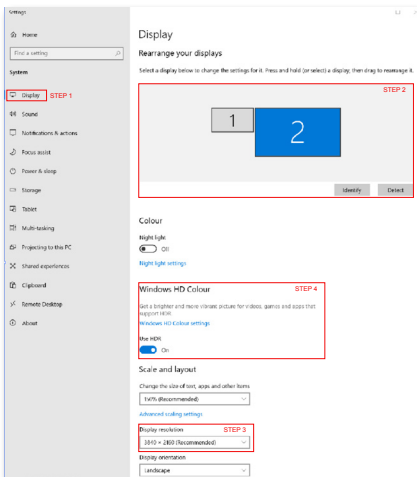 Settings
Home
Find a setting
System
Display STEP 1
Sound
Notifications & actions
Focus assist
Power & sleep
Storage
Tablet
Multi-tasking
Projecting to this PC
Shared experiences
Clipboard
Remote Desktop
About
Display
Rearrange your displays
Select a display below to change the settings for it. Press and hold (or select) a display, then drag to rearrange it.
STEP 2
1
2
Identify Detect
Colour
Night light
Off
Night light settings
Windows HD Colour STEP 4
Get a brighter and more vibrant picture for videos, games and apps that
support HDR.
Windows HD Colour settings
Use HDR
On
Scale and layout
Change the size of text, apps and other items
150% (Recommended)
Advanced scaling settings
Display resolution STEP 3
3840 × 2160 (Recommended)
Display orientation
Landscape